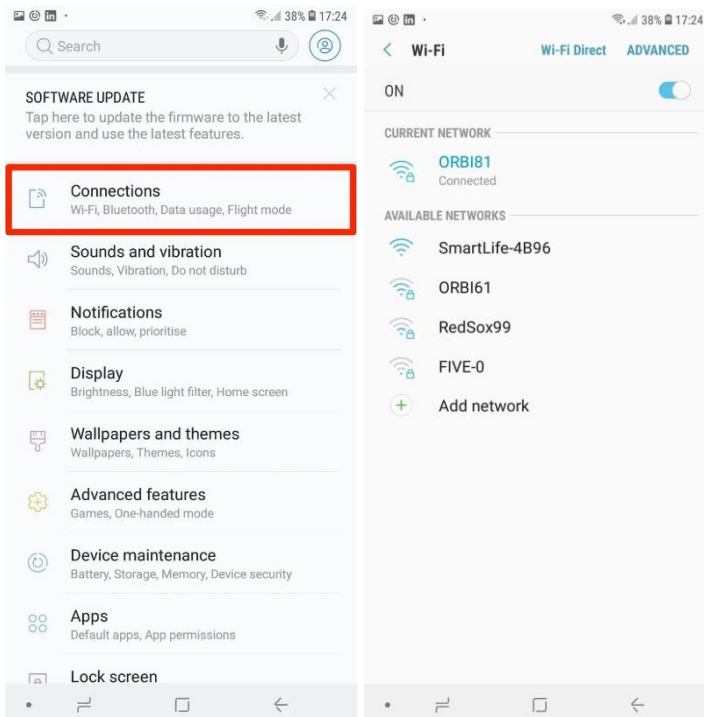 38% 17:24
Search
SOFTWARE UPDATE
Tap here to update the firmware to the latest
version and use the latest features.
Connections
Wi-Fi, Bluetooth, Data usage, Flight mode
Sounds and vibration
Sounds, Vibration, Do not disturb
Notifications
Block, allow, prioritise
Display
Brightness, Blue light filter, Home screen
Wallpapers and themes
Wallpapers, Themes, Icons
Advanced features
Games, One-handed mode
Device maintenance
Battery, Storage, Memory, Device security
Apps
Default apps, App permissions
Lock screen
38% 17:24
Wi-Fi Wi-Fi Direct ADVANCED
ON
CURRENT NETWORK
ORBI81
Connected
AVAILABLE NETWORKS
SmartLife-4B96
ORBI61
RedSox99
FIVE-0
Add network